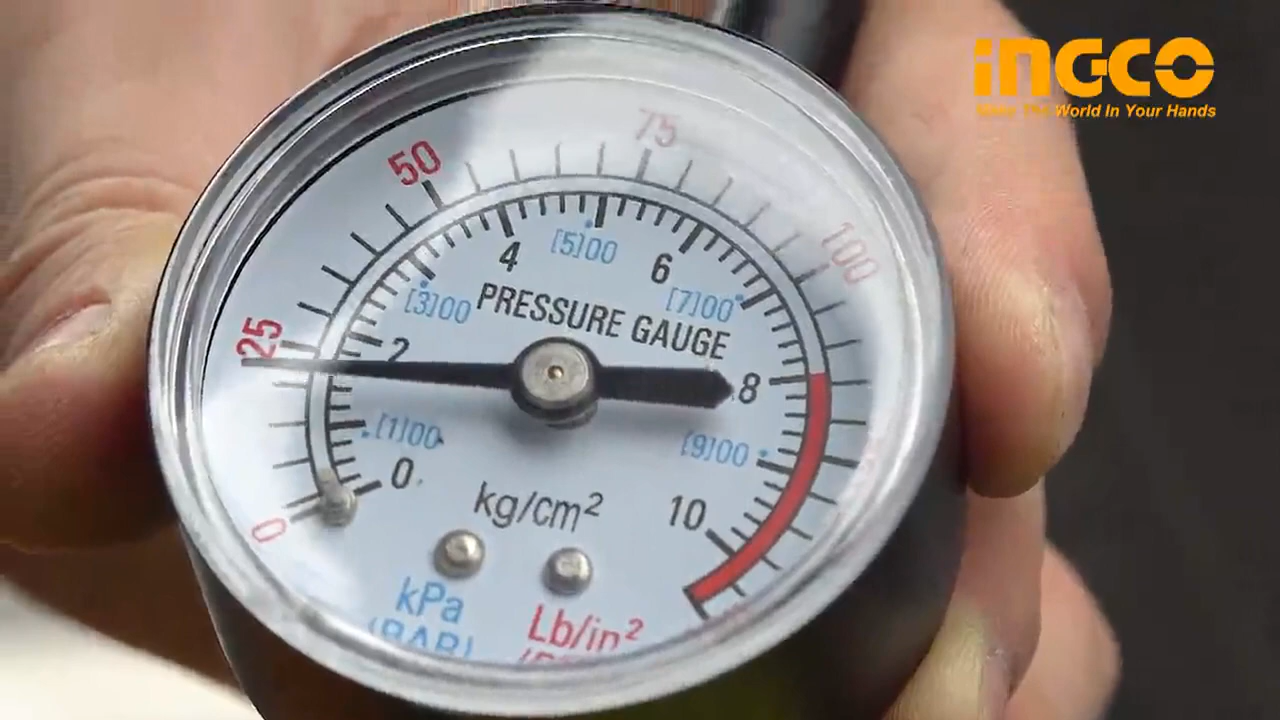 INGCO
Make The World In Your Hands
75
50
100
4
[5]00
6
[3]00
[7]00
PRESSURE GAUGE
25
2
8
[1]00
[9]00
0
kg/cm²
10
0
kPa
Lb/in²
(BAR)